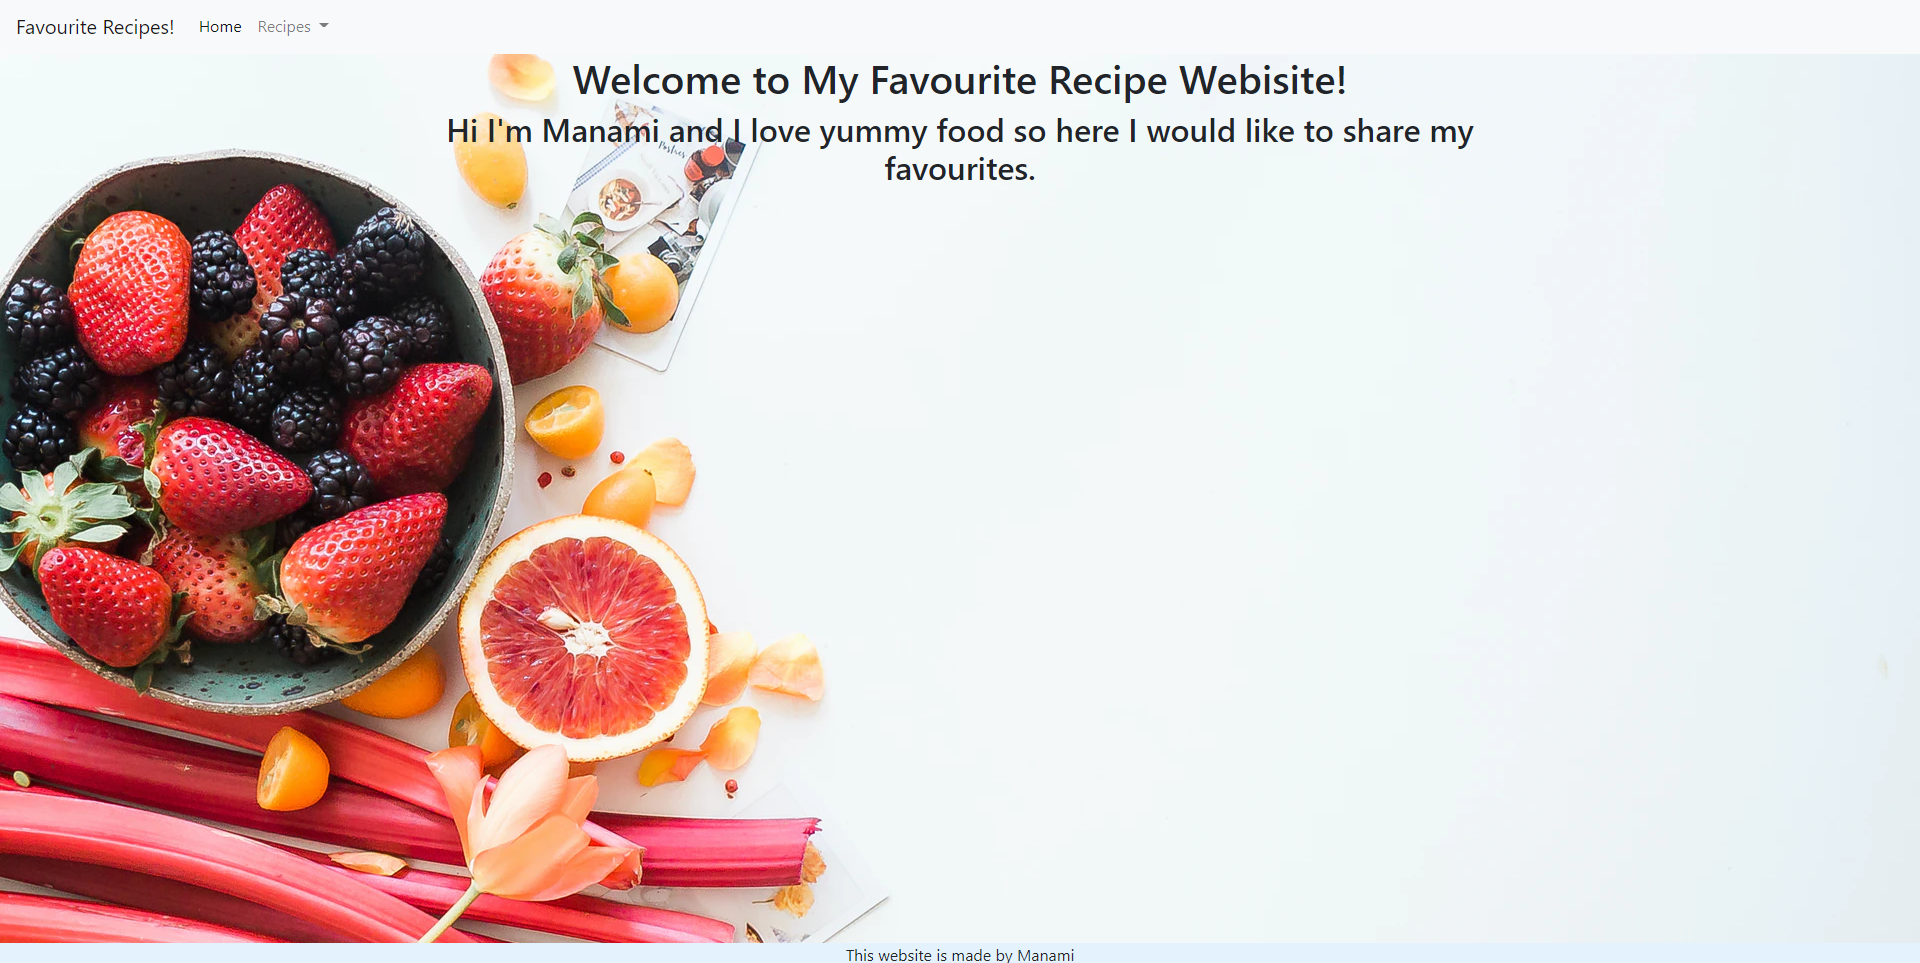 Favourite Recipes! Home Recipes
Welcome to My Favourite Recipe Webisite!
Hi I'm Manami and I love yummy food so here I would like to share my
favourites.
Postres
This website is made by Manami